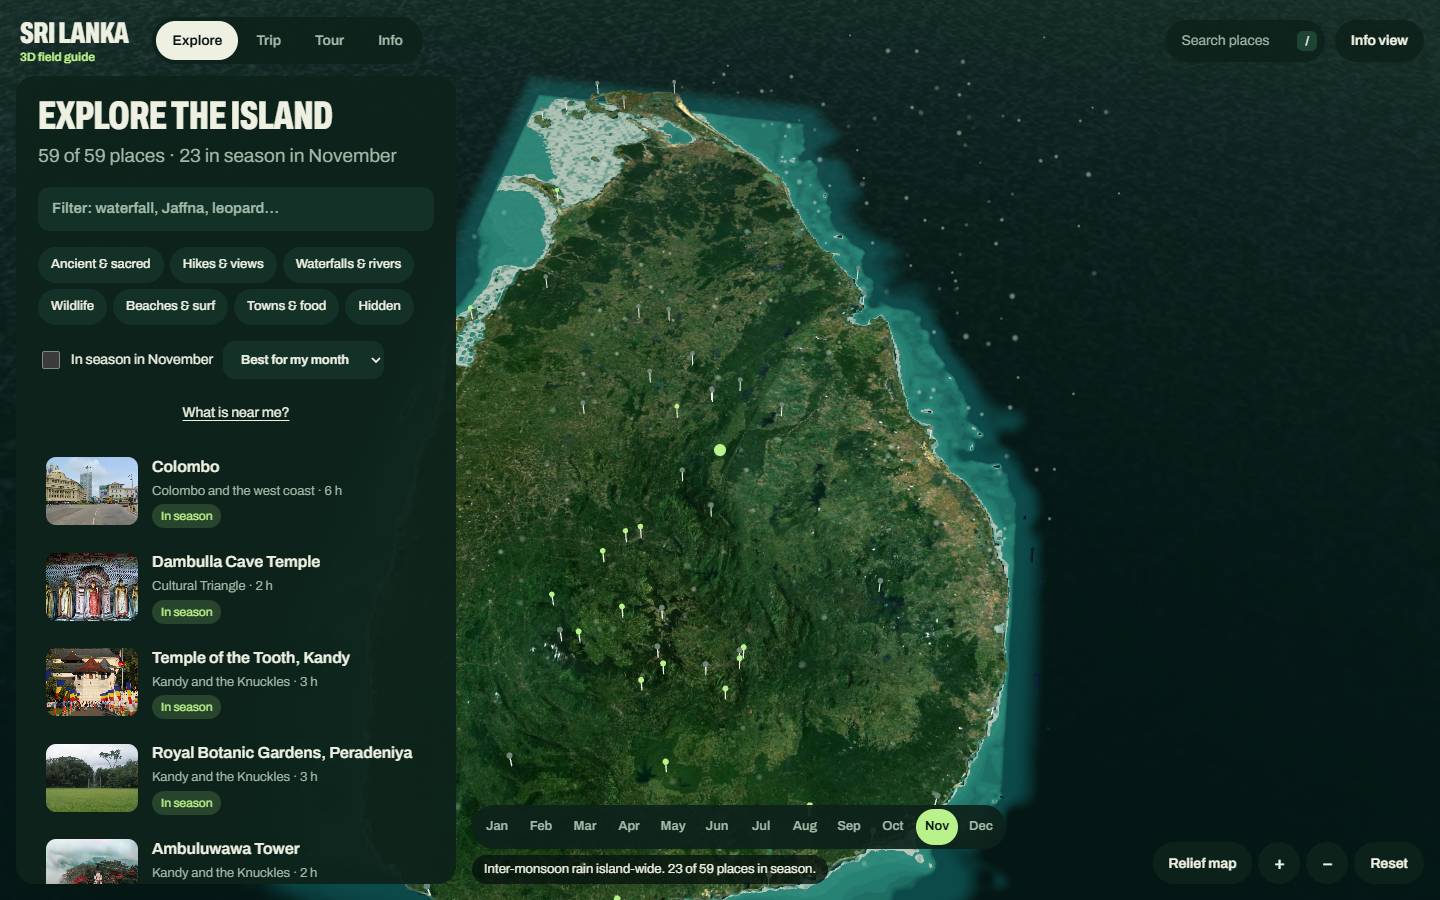 SRI LANKA
3D field guide
Explore
Trip
Tour
Info
Search places
/
Info view
EXPLORE THE ISLAND
59 of 59 places · 23 in season in November
Filter: waterfall, Jaffna, leopard…
Ancient & sacred
Hikes & views
Waterfalls & rivers
Wildlife
Beaches & surf
Towns & food
Hidden
In season in November
Best for my month
What is near me?
Colombo
Colombo and the west coast · 6 h
In season
Dambulla Cave Temple
Cultural Triangle · 2 h
In season
Temple of the Tooth, Kandy
Kandy and the Knuckles · 3 h
In season
Royal Botanic Gardens, Peradeniya
Kandy and the Knuckles · 3 h
In season
Ambuluwawa Tower
Kandy and the Knuckles · 2 h
Jan
Feb
Mar
Apr
May
Jun
Jul
Aug
Sep
Oct
Nov
Dec
Inter-monsoon rain island-wide. 23 of 59 places in season.
Relief map
+
−
Reset